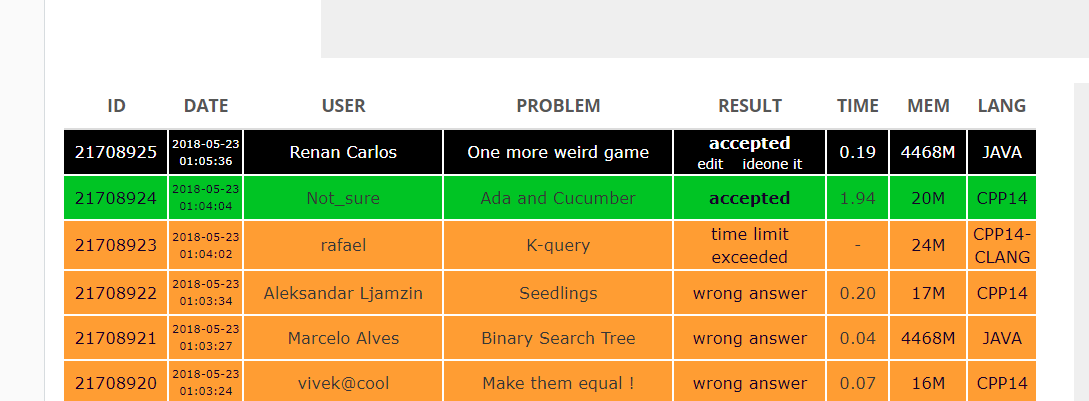 ID DATE USER PROBLEM RESULT TIME MEM LANG
21708925 2018-05-23 01:05:36 Renan Carlos One more weird game accepted edit ideone it 0.19 4468M JAVA
21708924 2018-05-23 01:04:04 Not_sure Ada and Cucumber accepted 1.94 20M CPP14
21708923 2018-05-23 01:04:02 rafael K-query time limit exceeded - 24M CPP14-CLANG
21708922 2018-05-23 01:03:34 Aleksandar Ljamzin Seedlings wrong answer 0.20 17M CPP14
21708921 2018-05-23 01:03:27 Marcelo Alves Binary Search Tree wrong answer 0.04 4468M JAVA
21708920 2018-05-23 01:03:24 vivek@cool Make them equal ! wrong answer 0.07 16M CPP14